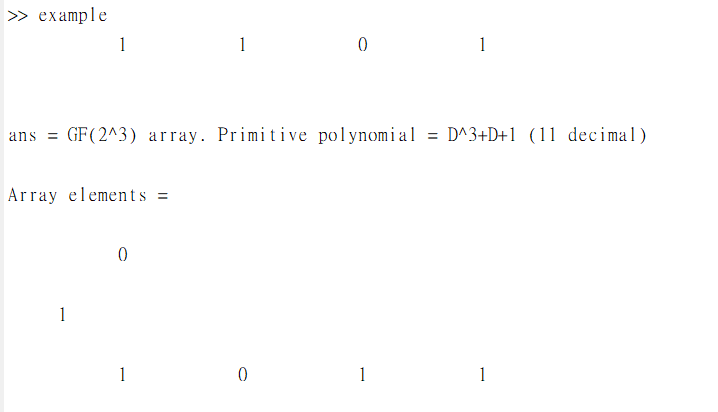 >> example
1 1 0 1
ans = GF(2^3) array. Primitive polynomial = D^3+D+1 (11 decimal)
Array elements =
0
1
1 0 1 1